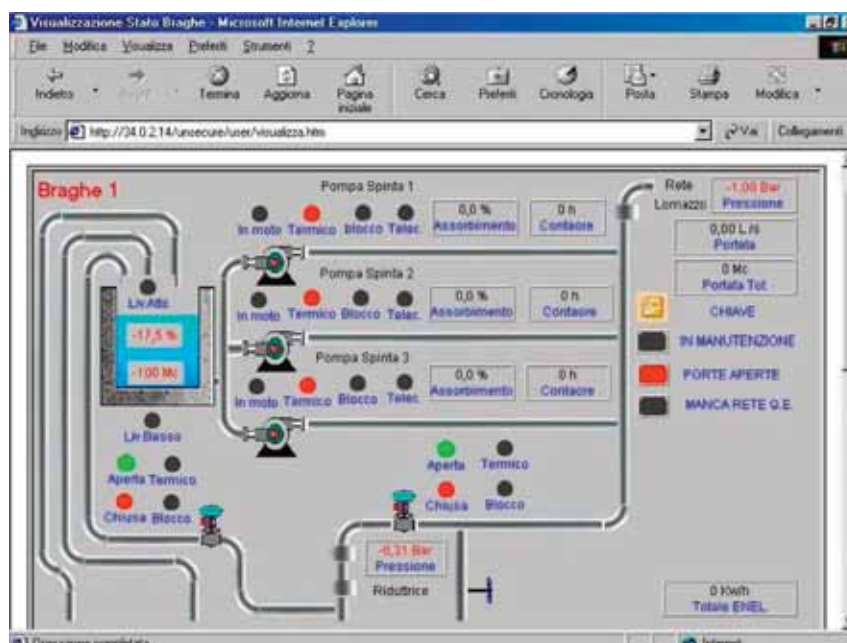 Visualizzazione Stato Braghe - Microsoft Internet Explorer
File Modifica Visualizza Preferiti Strumenti ?
Indietro Termina Aggiorna Pagina iniziale Cerca Preferiti Cronologia Posta Stampa Modifica
Indirizzo http://34.0.2.14/unsecure/user/visualizza.htm Vai Collegamenti
Braghe 1
Pompa Spinta 1
In moto Termico Blocco Telec.
0,0 %
Assorbimento
0 h
Contaore
Rete Lomazzo
-1,00 Bar
Pressione
0,00 L/s
Portata
0 Mc
Portata Tot.
Pompa Spinta 2
In moto Termico Blocco Telec.
0,0 %
Assorbimento
0 h
Contaore
CHIAVE
IN MANUTENZIONE
PORTE APERTE
MANCA RETE Q.E.
Pompa Spinta 3
In moto Termico Blocco Telec.
0,0 %
Assorbimento
0 h
Contaore
Liv.Alto
-17,5 %
-100 Mc
Liv.Basso
Aperta Termico
Chiusa Blocco
Aperta Termico
Chiusa Blocco
-0,31 Bar
Pressione
Riduttrice
0 Kwh
Totale ENEL
Operazione completata
Internet